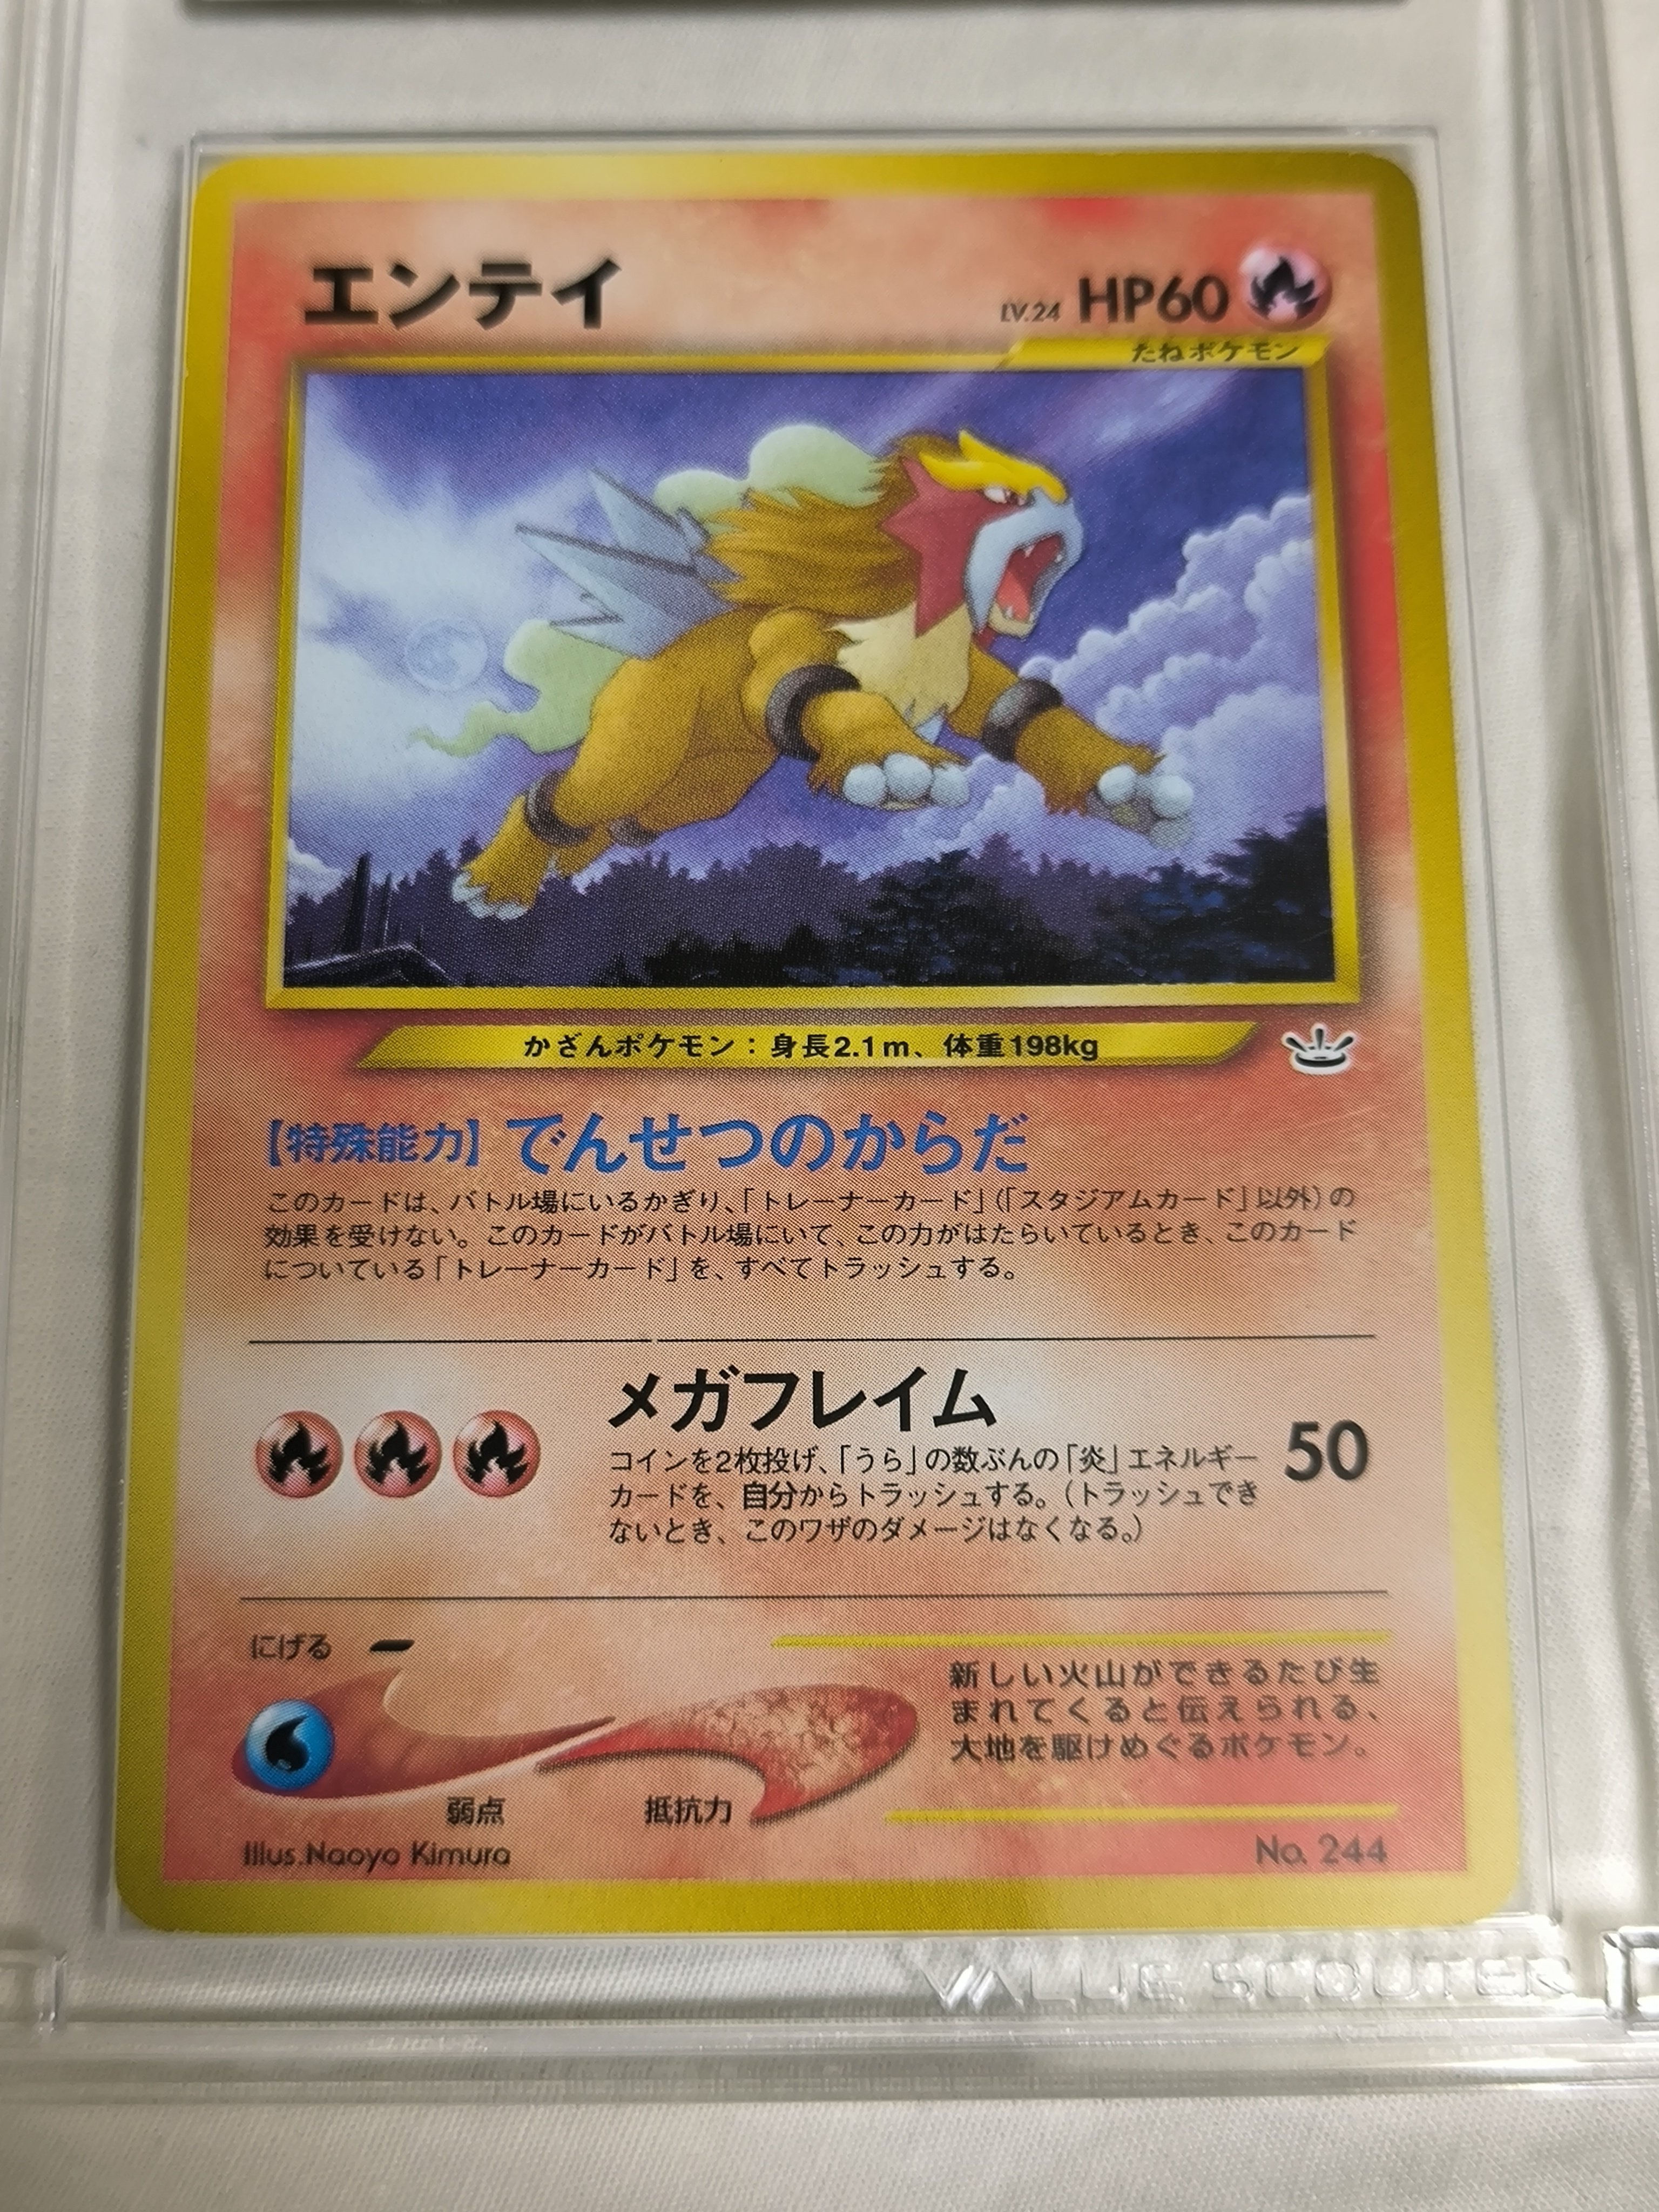 エンテイ
LV.24 HP60
たねポケモン
かざんポケモン：身長2.1m、体重198kg
【特殊能力】でんせつのからだ
このカードは、バトル場にいるかぎり、「トレーナーカード」（「スタジアムカード」以外）の
効果を受けない。このカードがバトル場にいて、この力がはたらいているとき、このカード
についている「トレーナーカード」を、すべてトラッシュする。
メガフレイム
50
コインを2枚投げ、「うら」の数ぶんの「炎」エネルギー
カードを、自分からトラッシュする。（トラッシュでき
ないとき、このワザのダメージはなくなる。）
にげる
新しい火山ができるたび生
まれてくると伝えられる、
大地を駆けめぐるポケモン。
弱点 抵抗力
Illus.Naoyo Kimura
No. 244
VALUE SCOUTER